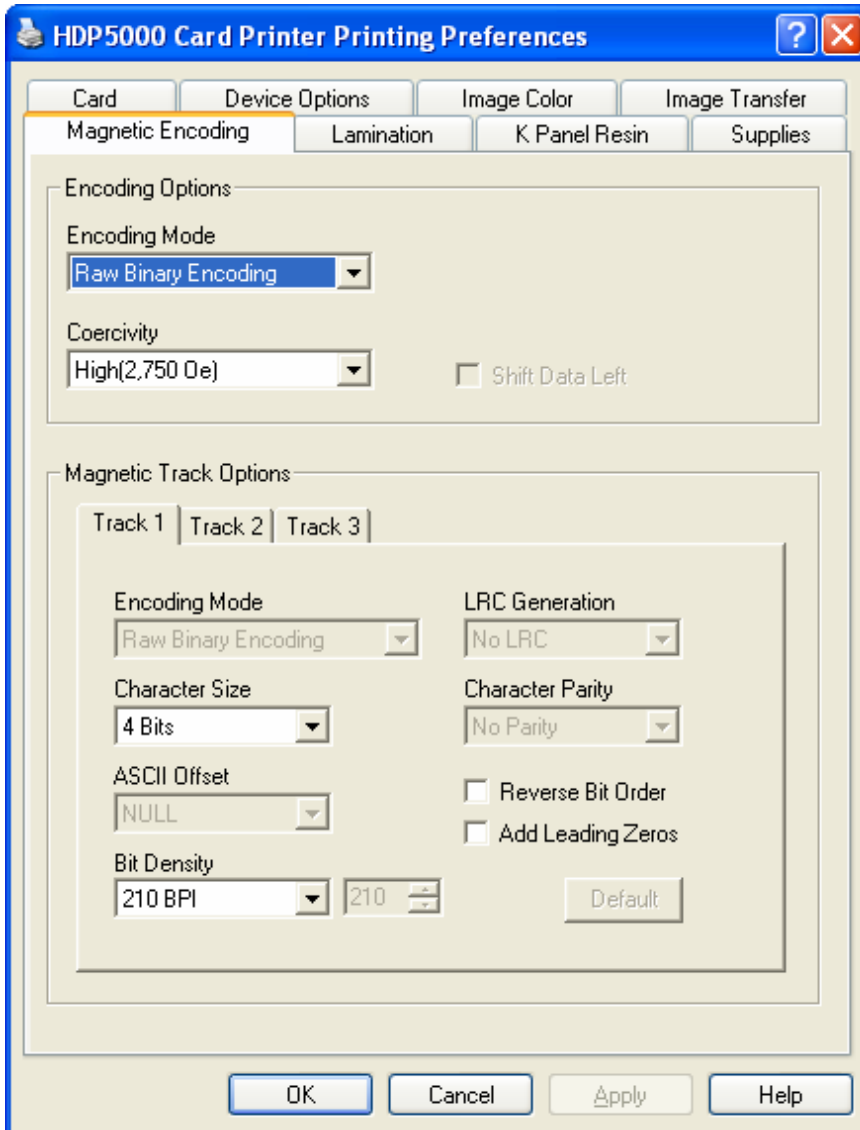 HDP5000 Card Printer Printing Preferences
Card Device Options Image Color Image Transfer
Magnetic Encoding Lamination K Panel Resin Supplies
Encoding Options
Encoding Mode
Raw Binary Encoding
Coercivity
High(2,750 Oe) Shift Data Left
Magnetic Track Options
Track 1 Track 2 Track 3
Encoding Mode LRC Generation
Raw Binary Encoding No LRC
Character Size Character Parity
4 Bits No Parity
ASCII Offset
NULL Reverse Bit Order
Add Leading Zeros
Bit Density
210 BPI 210 Default
OK Cancel Apply Help